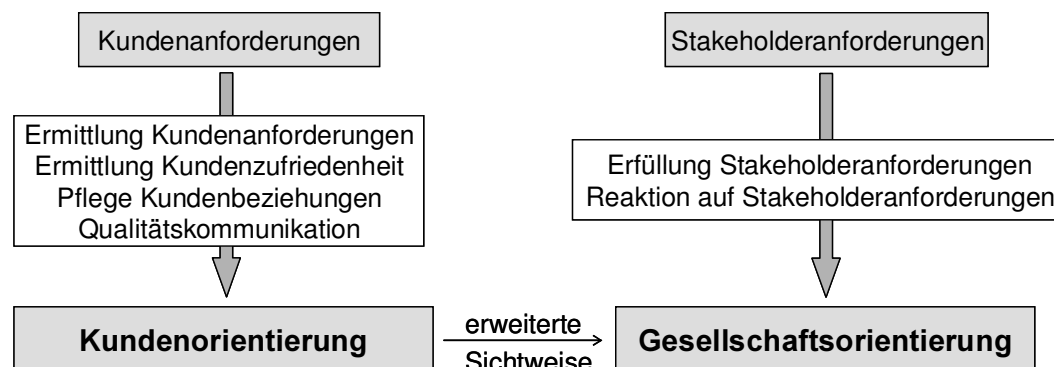 Kundenanforderungen
Stakeholderanforderungen
Ermittlung Kundenanforderungen
Ermittlung Kundenzufriedenheit
Pflege Kundenbeziehungen
Qualitätskommunikation
Erfüllung Stakeholderanforderungen
Reaktion auf Stakeholderanforderungen
Kundenorientierung
erweiterte
Sichtweise
Gesellschaftsorientierung